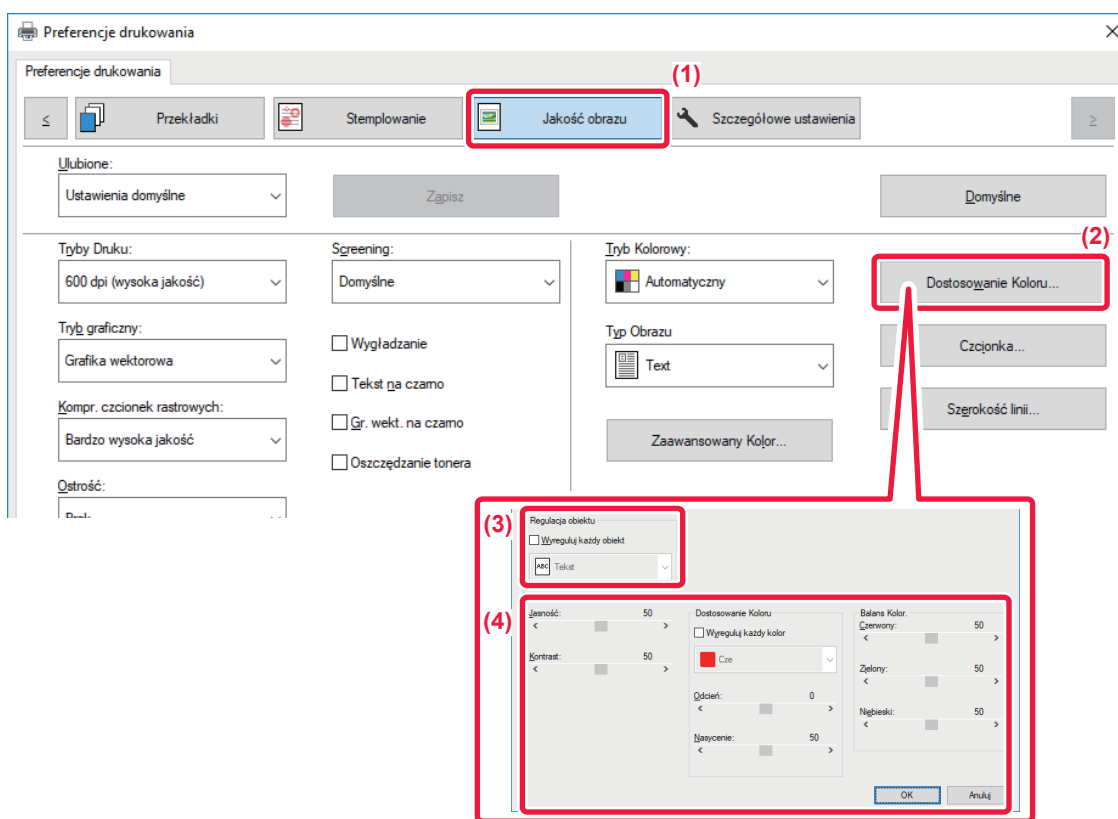 Preferencje drukowania
Preferencje drukowania
(1)
< Przekładki Stemplowanie Jakość obrazu Szczegółowe ustawienia >
Ulubione:
Ustawienia domyślne Zapisz Domyślne
(2)
Tryby Druku: Screening: Tryb Kolorowy:
600 dpi (wysoka jakość) Domyślne Automatyczny Dostosowanie Koloru...
Tryb graficzny: Wygładzanie Typ Obrazu Czcionka...
Grafika wektorowa Text
Tekst na czarno
Kompr. czcionek rastrowych: Gr. wekt. na czarno Szerokość linii...
Bardzo wysoka jakość Zaawansowany Kolor...
Oszczędzanie tonera
Ostrość:
(3)
Regulacja obiektu
Wyreguluj każdy obiekt
ABC Tekst
(4)
Jasność: 50 Dostosowanie Koloru Balans Kolor.
< > Wyreguluj każdy kolor Czerwony: 50
< >
Kontrast: 50 Cze Zielony: 50
< > < >
Odcień: 0 Niebieski: 50
< > < >
Nasycenie: 50
< >
OK Anuluj